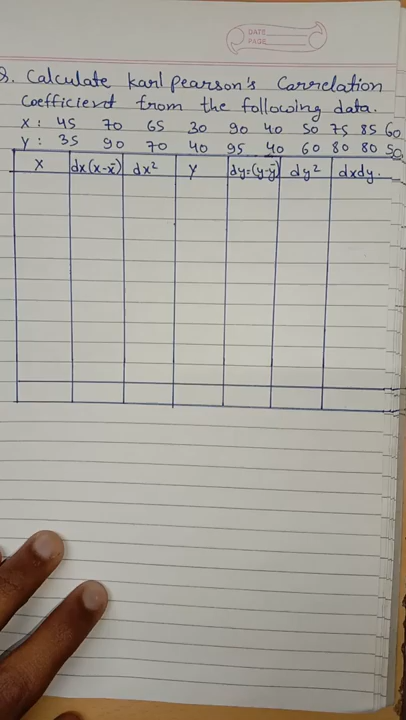 DATE
PAGE
Q. Calculate Karl Pearson's Correlation
Coefficient from the following data.
X : 45 70 65 30 90 40 50 75 85 60
Y : 35 90 70 40 95 40 60 80 80 50
X dx(x-x̄) dx² Y dy=(y-ȳ) dy² dxdy.